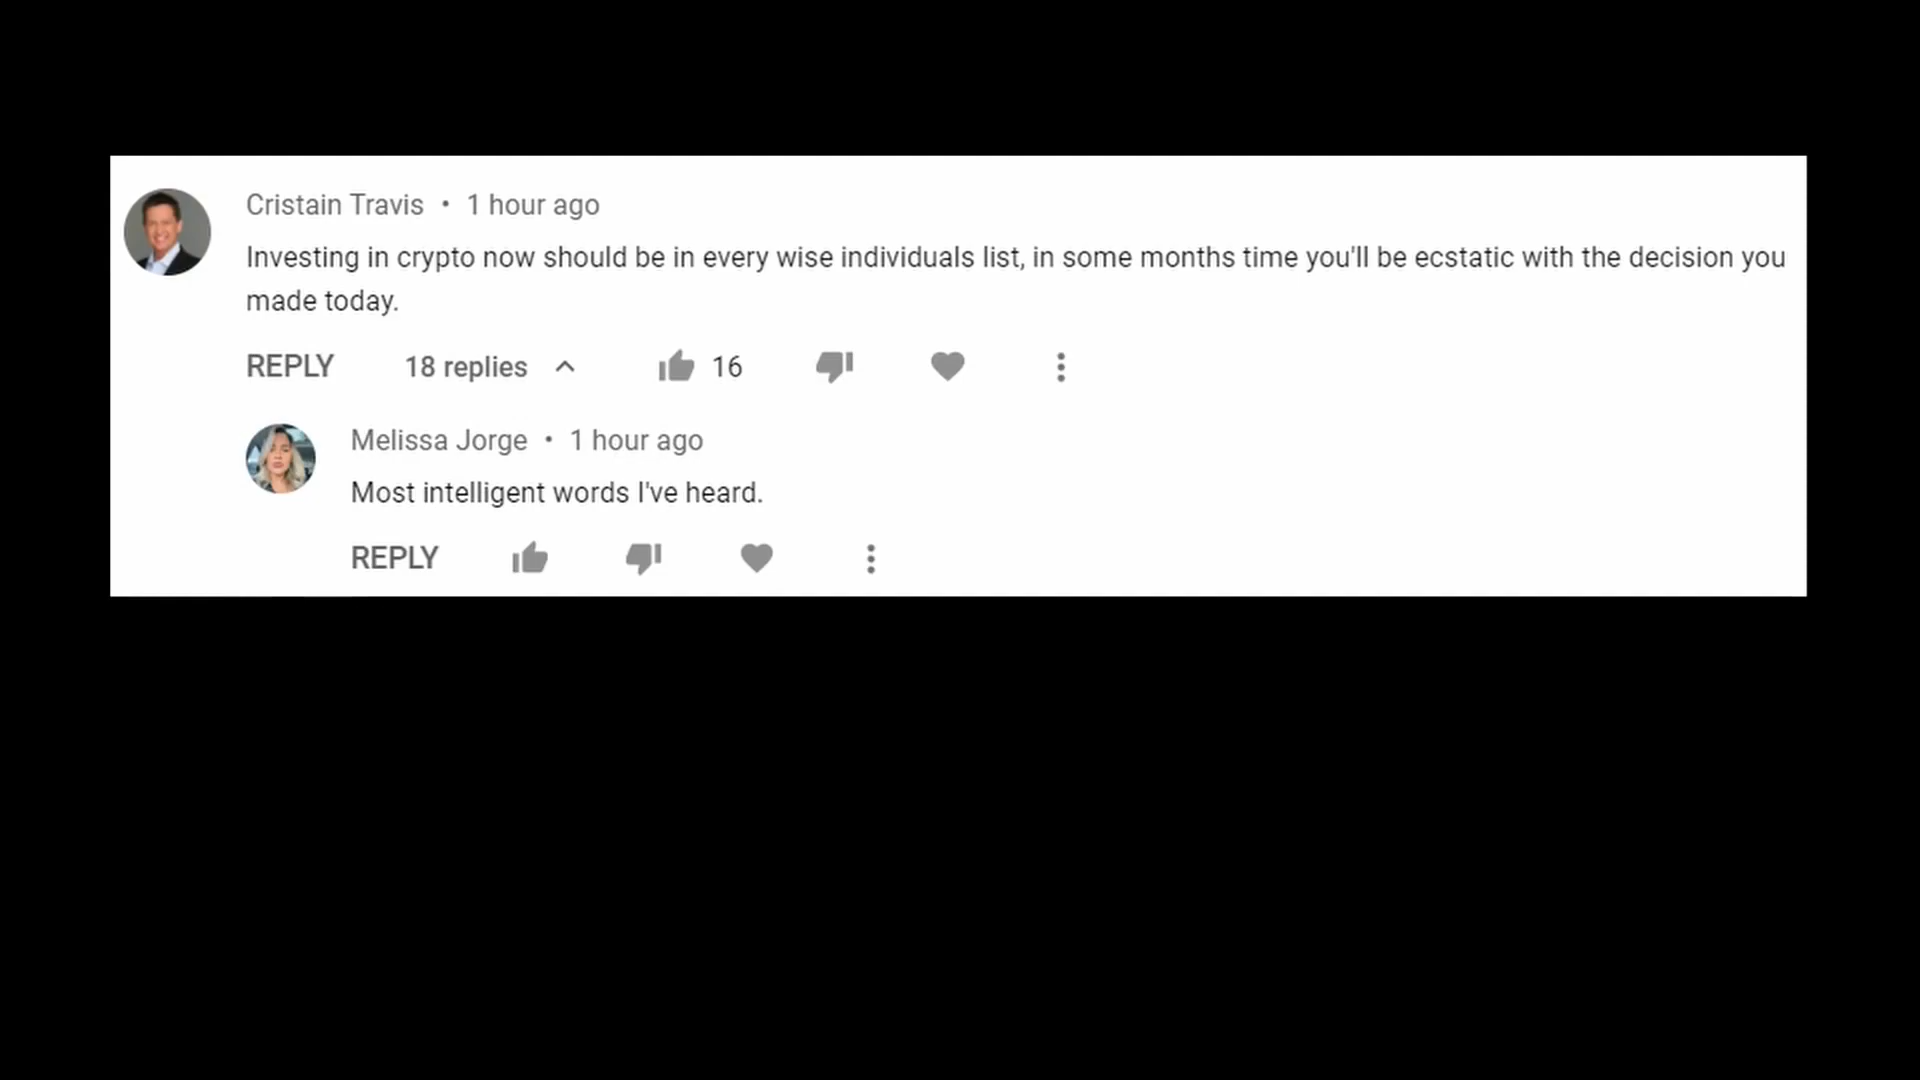 Cristain Travis • 1 hour ago
Investing in crypto now should be in every wise individuals list, in some months time you'll be ecstatic with the decision you
made today.
REPLY 18 replies 16
Melissa Jorge • 1 hour ago
Most intelligent words I've heard.
REPLY